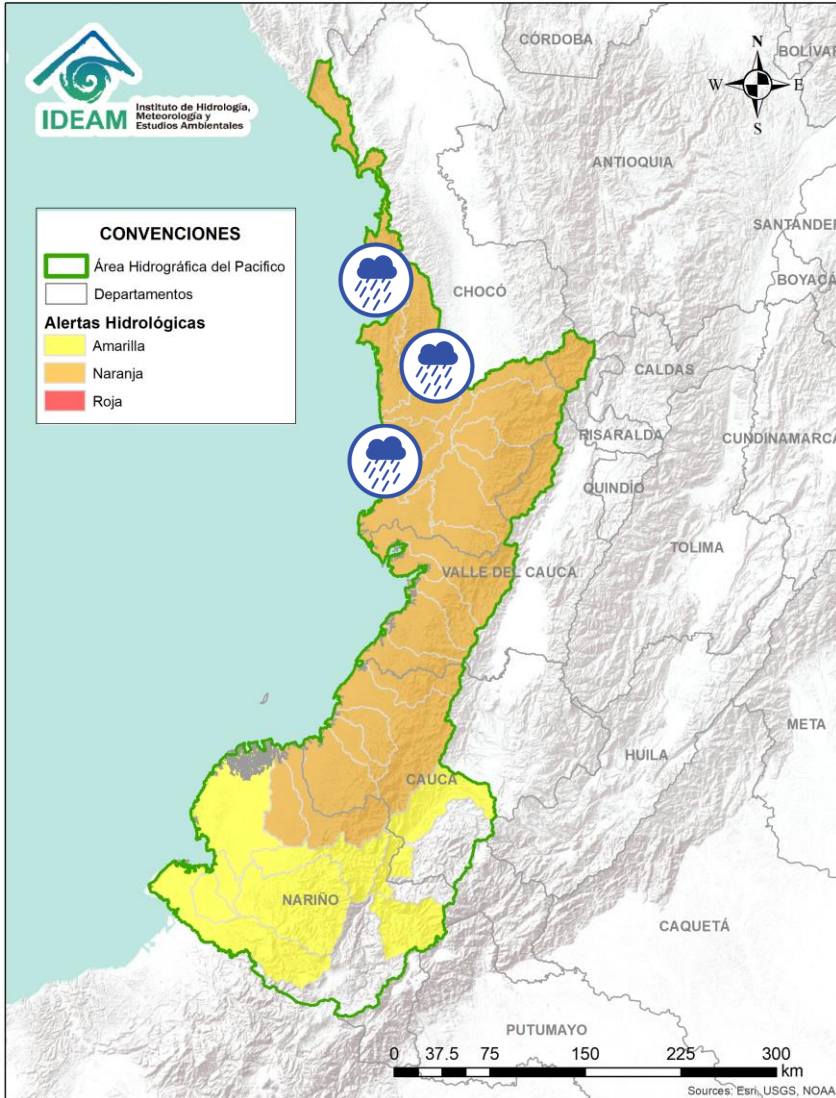 IDEAM
Instituto de Hidrología,
Meteorología y
Estudios Ambientales
N
W
E
S
CONVENCIONES
Área Hidrográfica del Pacifico
Departamentos
Alertas Hidrológicas
Amarilla
Naranja
Roja
CÓRDOBA
BOLÍVAR
ANTIOQUIA
SANTANDER
BOYACÁ
CHOCÓ
CALDAS
RISARALDA
CUNDINAMARCA
QUINDÍO
TOLIMA
VALLE DEL CAUCA
META
HUILA
CAUCA
NARIÑO
CAQUETÁ
PUTUMAYO
0 37.5 75 150 225 300
km
Sources: Esri, USGS, NOAA